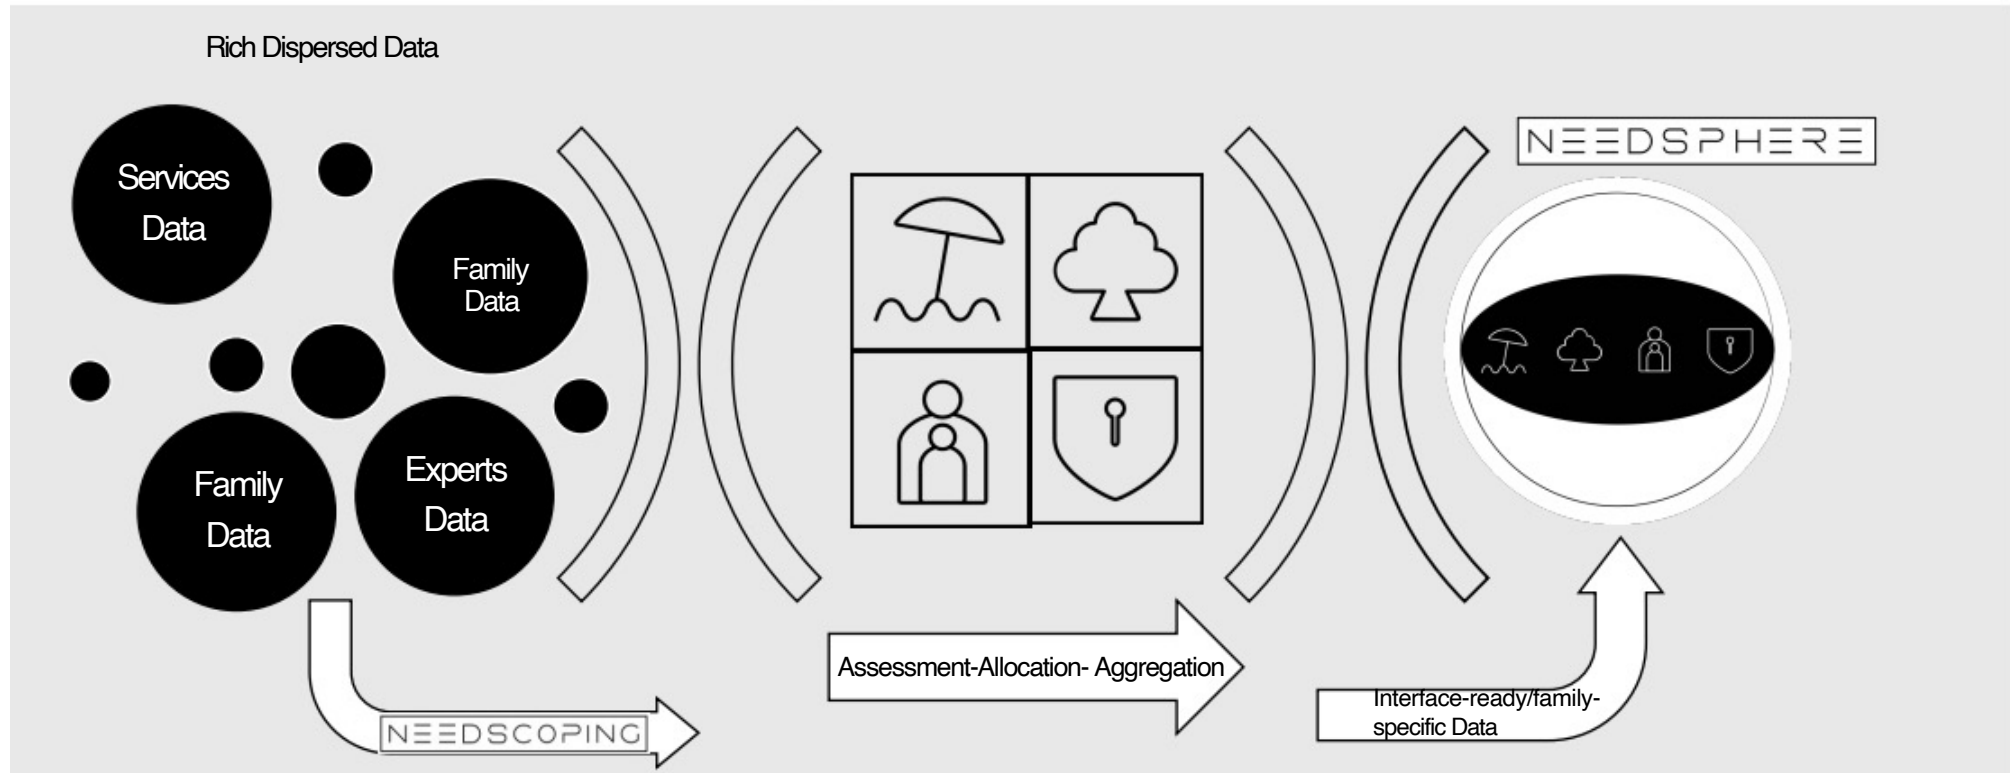 Rich Dispersed Data
Services
Data
Family
Data
Family
Data
Experts
Data
NEEDSCOPING
Assessment-Allocation- Aggregation
Interface-ready/family-
specific Data
NEEDSPHERE